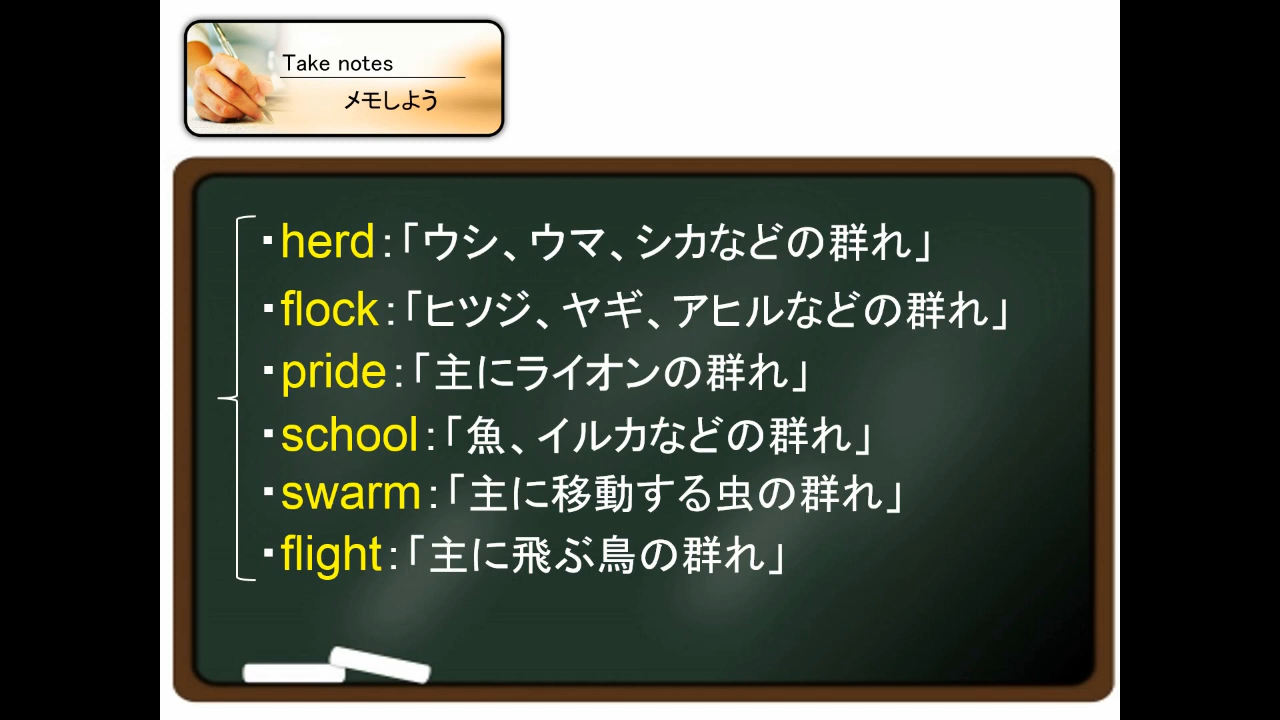 Take notes
メモしよう
・herd：「ウシ、ウマ、シカなどの群れ」
・flock：「ヒツジ、ヤギ、アヒルなどの群れ」
・pride：「主にライオンの群れ」
・school：「魚、イルカなどの群れ」
・swarm：「主に移動する虫の群れ」
・flight：「主に飛ぶ鳥の群れ」